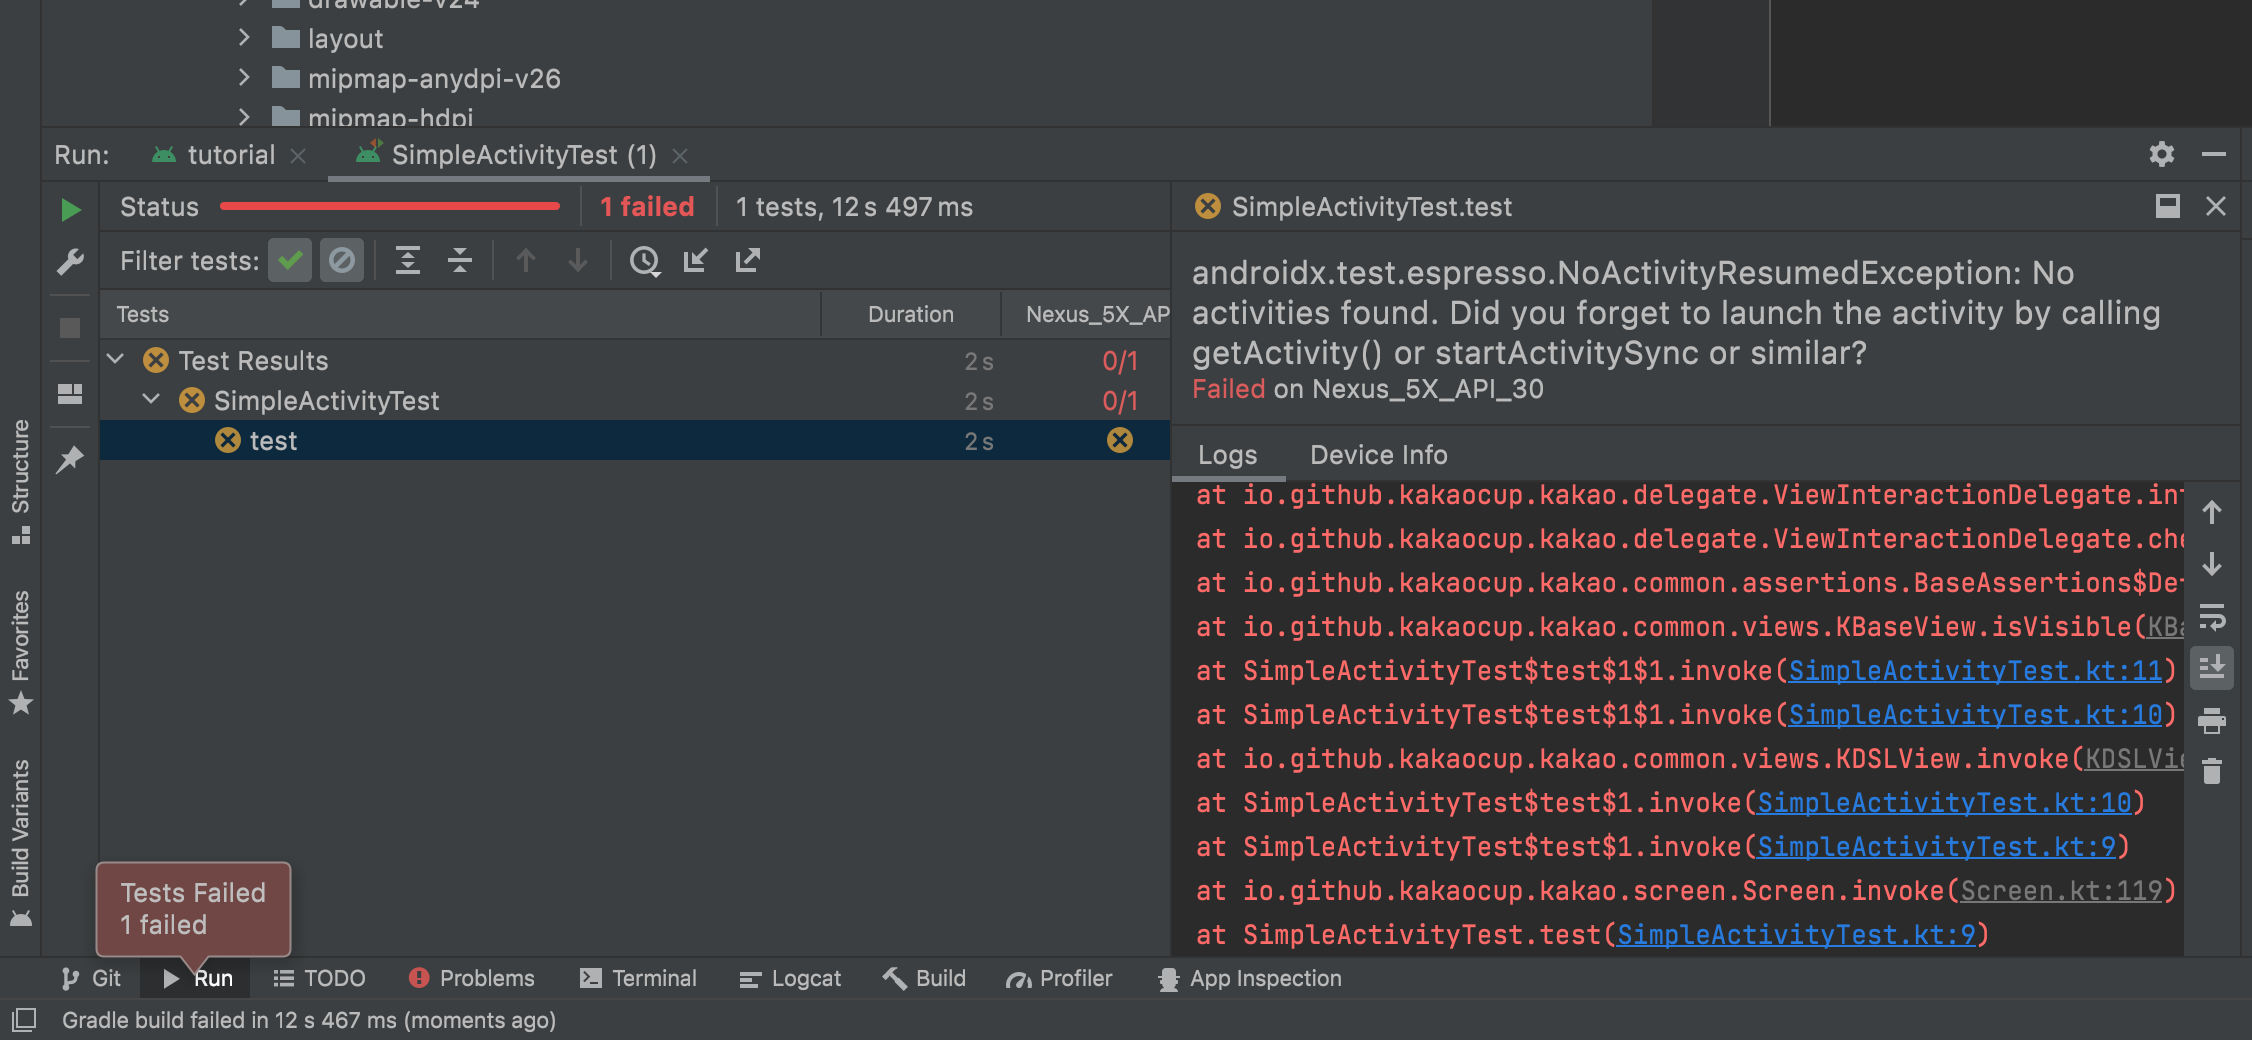 drawable-v24
layout
mipmap-anydpi-v26
mipmap-hdpi
Run: tutorial SimpleActivityTest (1)
Status 1 failed 1 tests, 12 s 497 ms
Filter tests:
Tests Duration Nexus_5X_AP
Test Results 2 s 0/1
SimpleActivityTest 2 s 0/1
test 2 s
SimpleActivityTest.test
androidx.test.espresso.NoActivityResumedException: No
activities found. Did you forget to launch the activity by calling
getActivity() or startActivitySync or similar?
Failed on Nexus_5X_API_30
Logs Device Info
at io.github.kakaocup.kakao.delegate.ViewInteractionDelegate.int
at io.github.kakaocup.kakao.delegate.ViewInteractionDelegate.che
at io.github.kakaocup.kakao.common.assertions.BaseAssertions$Det
at io.github.kakaocup.kakao.common.views.KBaseView.isVisible(KBa
at SimpleActivityTest$test$1$1.invoke(SimpleActivityTest.kt:11)
at SimpleActivityTest$test$1$1.invoke(SimpleActivityTest.kt:10)
at io.github.kakaocup.kakao.common.views.KDSLView.invoke(KDSLVie
at SimpleActivityTest$test$1.invoke(SimpleActivityTest.kt:10)
at SimpleActivityTest$test$1.invoke(SimpleActivityTest.kt:9)
at io.github.kakaocup.kakao.screen.Screen.invoke(Screen.kt:119)
at SimpleActivityTest.test(SimpleActivityTest.kt:9)
Structure
Favorites
Build Variants
Tests Failed
1 failed
Git Run TODO Problems Terminal Logcat Build Profiler App Inspection
Gradle build failed in 12 s 467 ms (moments ago)